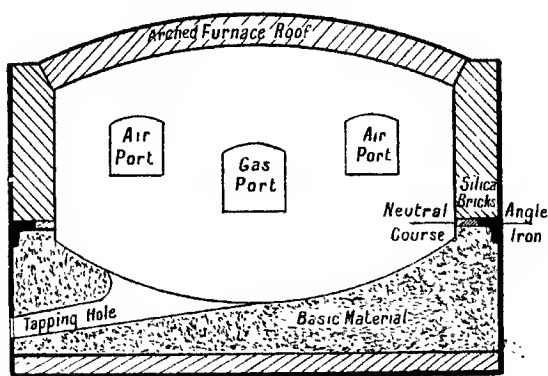 Arched Furnace Roof
Air
Port
Gas
Port
Air
Port
Silica
Bricks
Neutral
Course
Angle
Iron
Tapping Hole
Basic Material